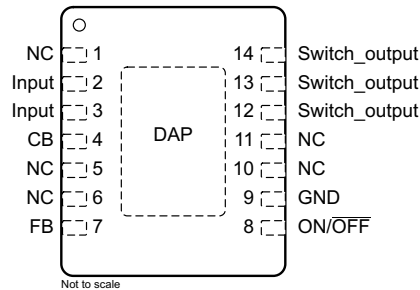 NC 1 14 Switch_output
Input 2 13 Switch_output
Input 3 12 Switch_output
CB 4 DAP 11 NC
NC 5 10 NC
NC 6 9 GND
FB 7 8 ON/OFF
Not to scale